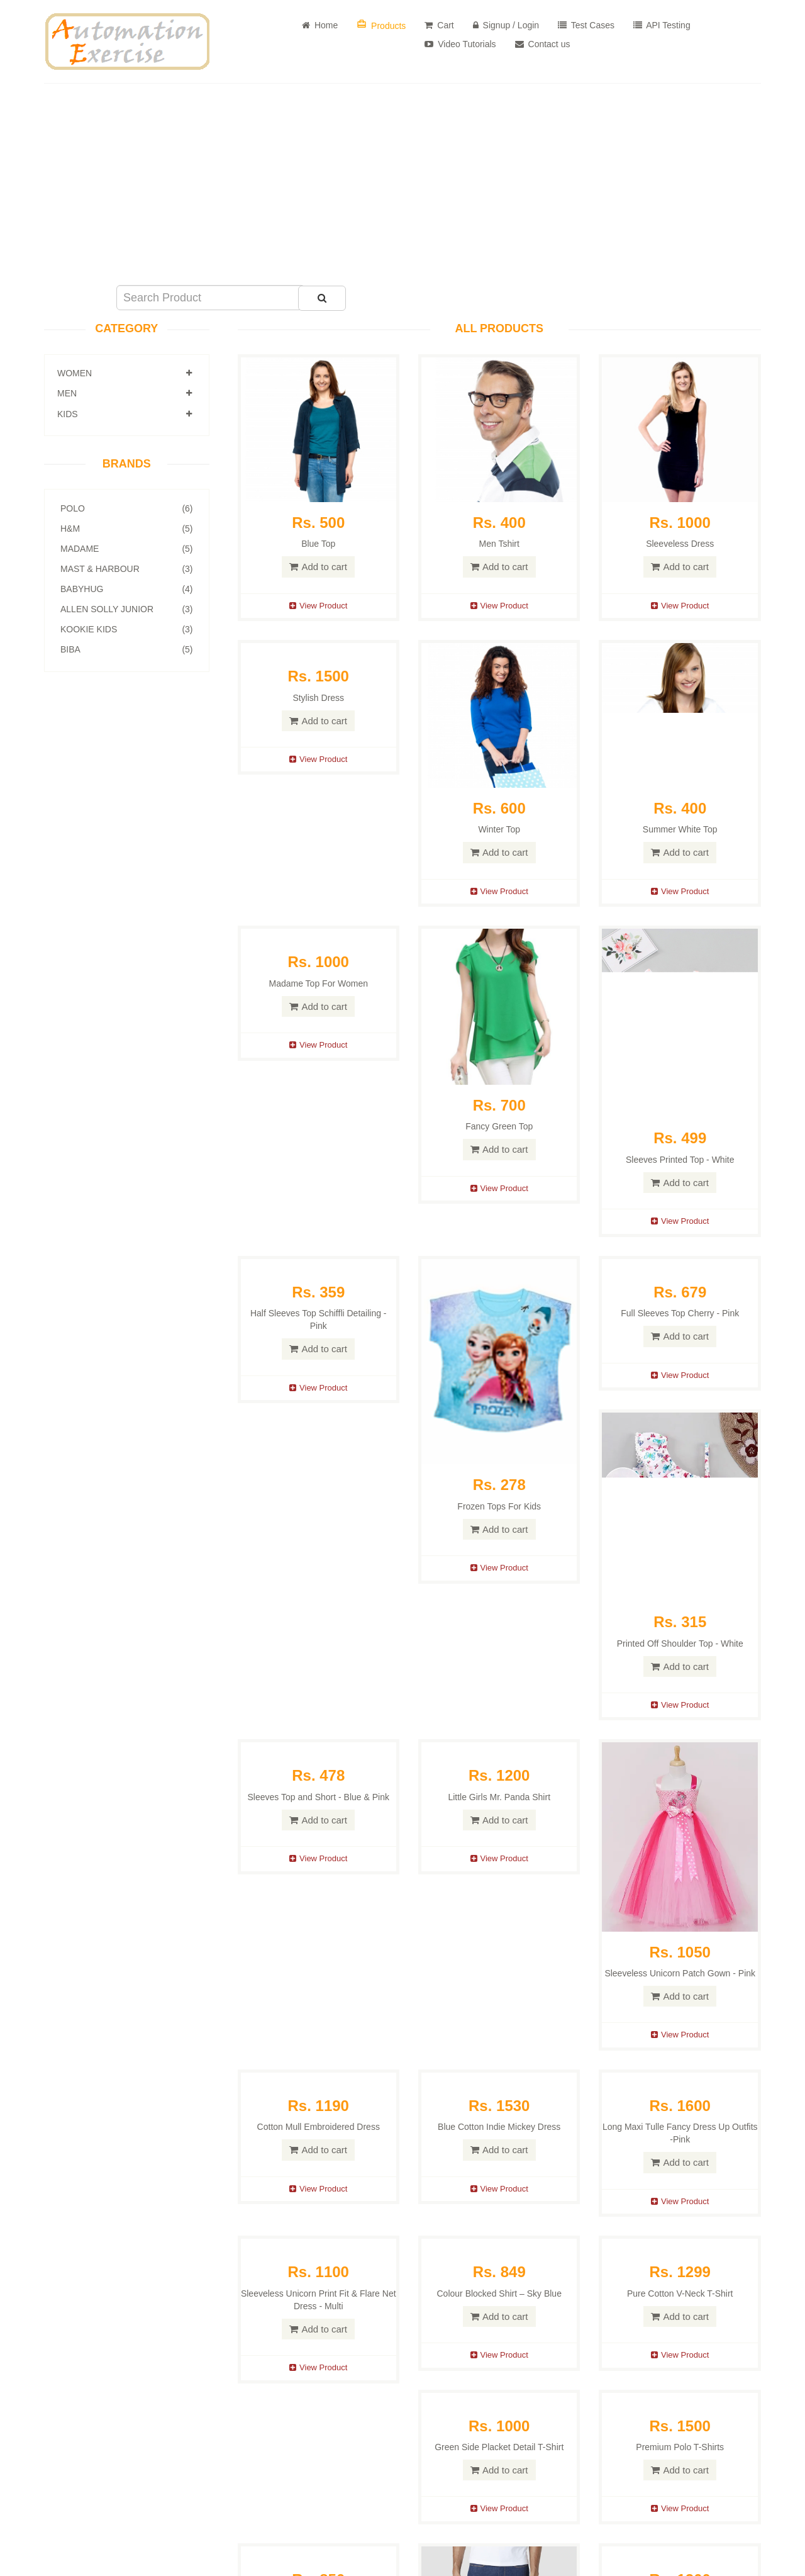 Automation
Exercise
Home
Products
Cart
Signup / Login
Test Cases
API Testing
Video Tutorials
Contact us
Search Product
CATEGORY
WOMEN
MEN
KIDS
BRANDS
POLO (6)
H&M (5)
MADAME (5)
MAST & HARBOUR (3)
BABYHUG (4)
ALLEN SOLLY JUNIOR (3)
KOOKIE KIDS (3)
BIBA (5)
ALL PRODUCTS
Rs. 500
Blue Top
Add to cart
View Product
Rs. 400
Men Tshirt
Add to cart
View Product
Rs. 1000
Sleeveless Dress
Add to cart
View Product
Rs. 1500
Stylish Dress
Add to cart
View Product
Rs. 600
Winter Top
Add to cart
View Product
Rs. 400
Summer White Top
Add to cart
View Product
Rs. 1000
Madame Top For Women
Add to cart
View Product
Rs. 700
Fancy Green Top
Add to cart
View Product
Rs. 499
Sleeves Printed Top - White
Add to cart
View Product
Rs. 359
Half Sleeves Top Schiffli Detailing -
Pink
Add to cart
View Product
FROZEN
Rs. 278
Frozen Tops For Kids
Add to cart
View Product
Rs. 679
Full Sleeves Top Cherry - Pink
Add to cart
View Product
Rs. 315
Printed Off Shoulder Top - White
Add to cart
View Product
Rs. 478
Sleeves Top and Short - Blue & Pink
Add to cart
View Product
Rs. 1200
Little Girls Mr. Panda Shirt
Add to cart
View Product
Rs. 1050
Sleeveless Unicorn Patch Gown - Pink
Add to cart
View Product
Rs. 1190
Cotton Mull Embroidered Dress
Add to cart
View Product
Rs. 1530
Blue Cotton Indie Mickey Dress
Add to cart
View Product
Rs. 1600
Long Maxi Tulle Fancy Dress Up Outfits
-Pink
Add to cart
View Product
Rs. 1100
Sleeveless Unicorn Print Fit & Flare Net
Dress - Multi
Add to cart
View Product
Rs. 849
Colour Blocked Shirt – Sky Blue
Add to cart
View Product
Rs. 1299
Pure Cotton V-Neck T-Shirt
Add to cart
View Product
Rs. 1000
Green Side Placket Detail T-Shirt
Add to cart
View Product
Rs. 1500
Premium Polo T-Shirts
Add to cart
View Product